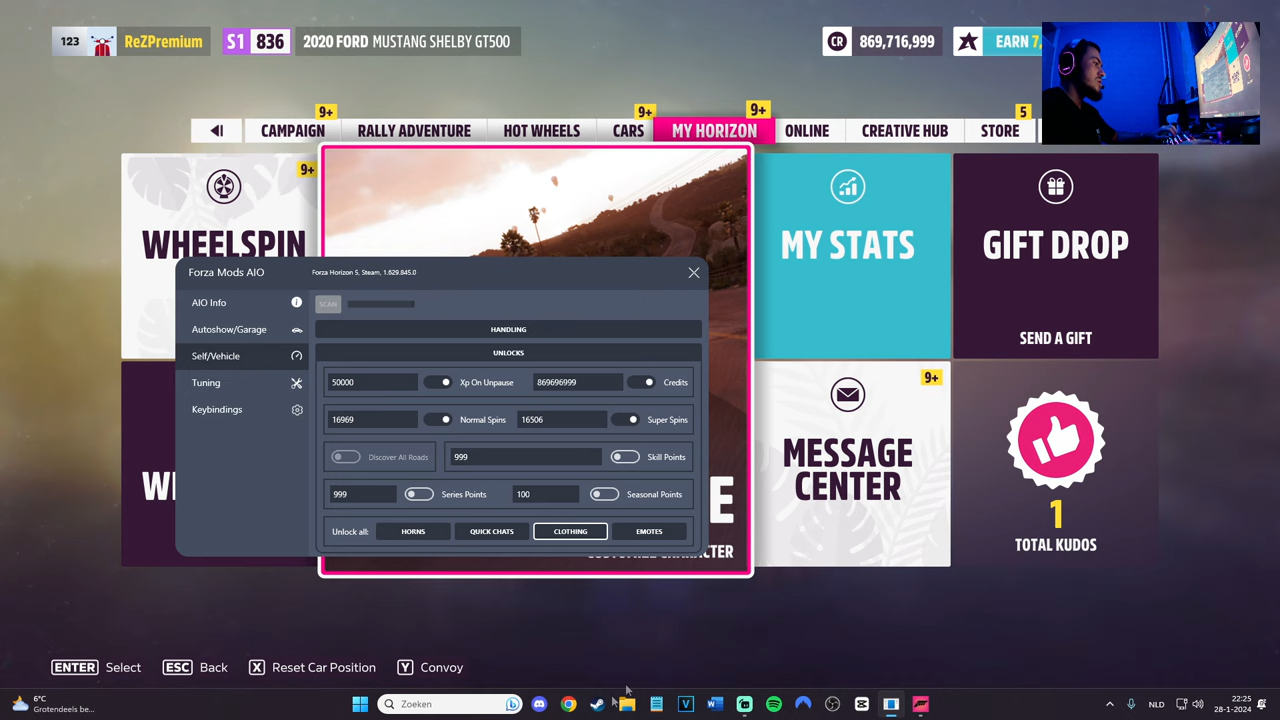 123 ReZPremium S1 836 2020 FORD MUSTANG SHELBY GT500 CR 869,716,999 EARN 7,
9+ 9+ 9+ 5
CAMPAIGN RALLY ADVENTURE HOT WHEELS CARS MY HORIZON ONLINE CREATIVE HUB STORE
9+
WHEELSPIN MY STATS GIFT DROP
SEND A GIFT
Forza Mods AIO Forza Horizon 5, Steam, 1.629.845.0
AIO Info SCAN
Autoshow/Garage HANDLING
Self/Vehicle UNLOCKS
Tuning 50000 Xp On Unpause 869696999 Credits
Keybindings 16969 Normal Spins 16506 Super Spins
Discover All Roads 999 Skill Points
999 Series Points 100 Seasonal Points
Unlock all: HORNS QUICK CHATS CLOTHING EMOTES
9+
MESSAGE
CENTER
1
TOTAL KUDOS
ENTER Select ESC Back X Reset Car Position Y Convoy
6°C
Grotendeels be...
Zoeken
NLD
22:25
28-1-2024